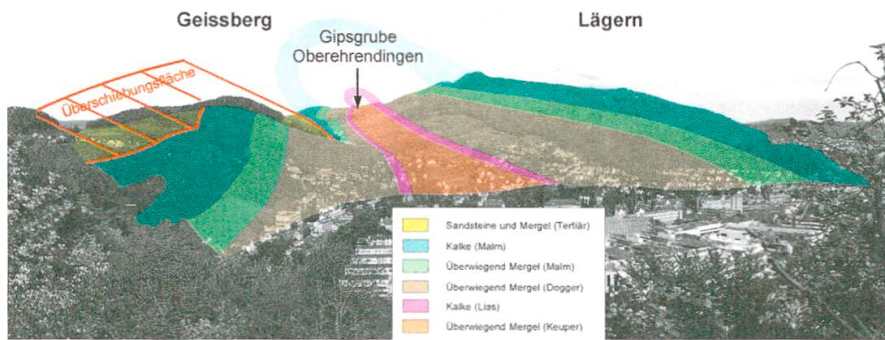 Geissberg
Lägern
Gipsgrube
Oberehrendingen
Überschiebungsfläche
Sandsteine und Mergel (Tertiär)
Kalke (Malm)
Überwiegend Mergel (Malm)
Überwiegend Mergel (Dogger)
Kalke (Lias)
Überwiegend Mergel (Keuper)